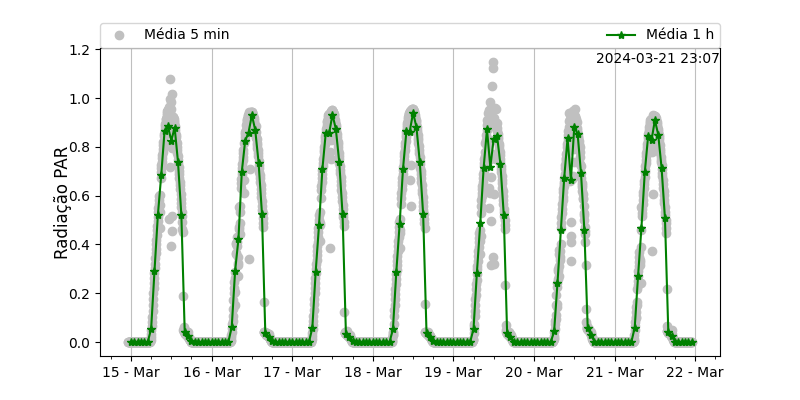 Média 5 min
Média 1 h
2024-03-21 23:07
Radiação PAR
1.2
1.0
0.8
0.6
0.4
0.2
0.0
15 - Mar
16 - Mar
17 - Mar
18 - Mar
19 - Mar
20 - Mar
21 - Mar
22 - Mar